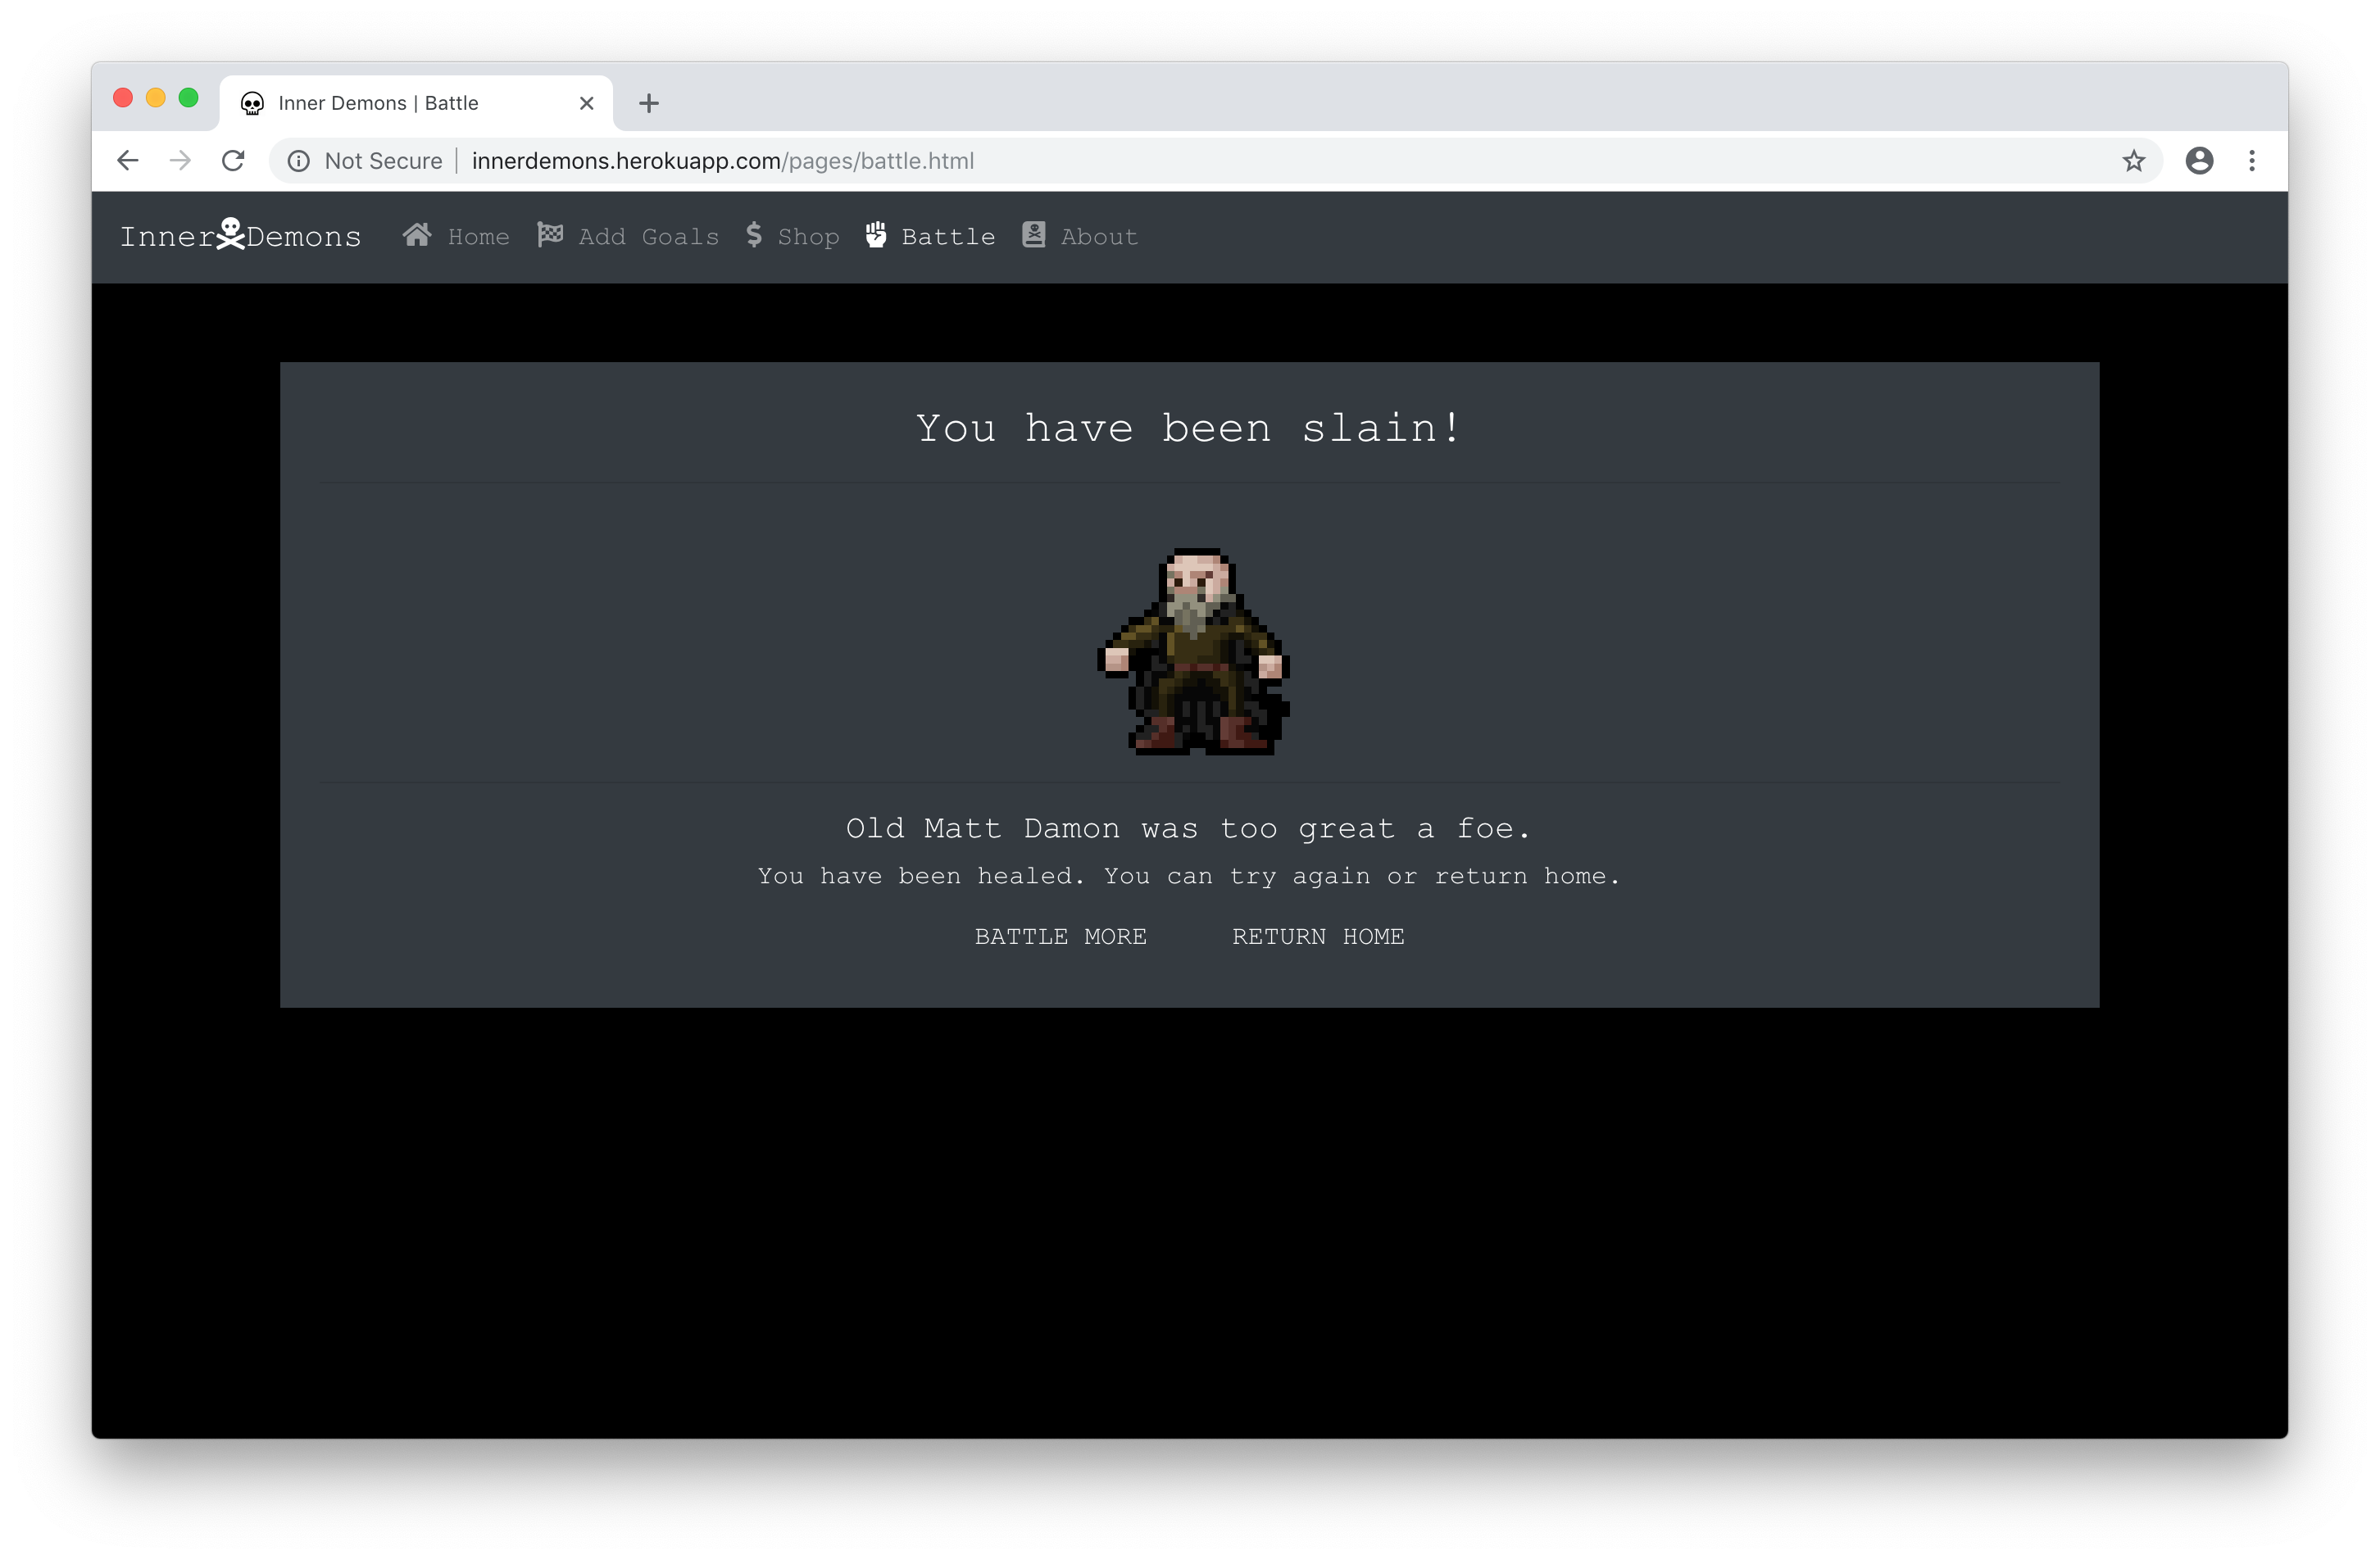 Inner Demons | Battle
Not Secure | innerdemons.herokuapp.com/pages/battle.html
Inner Demons Home Add Goals $ Shop Battle About
You have been slain!
Old Matt Damon was too great a foe.
You have been healed. You can try again or return home.
BATTLE MORE RETURN HOME